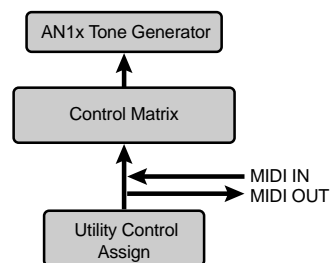 AN1x Tone Generator
Control Matrix
MIDI IN
MIDI OUT
Utility Control
Assign